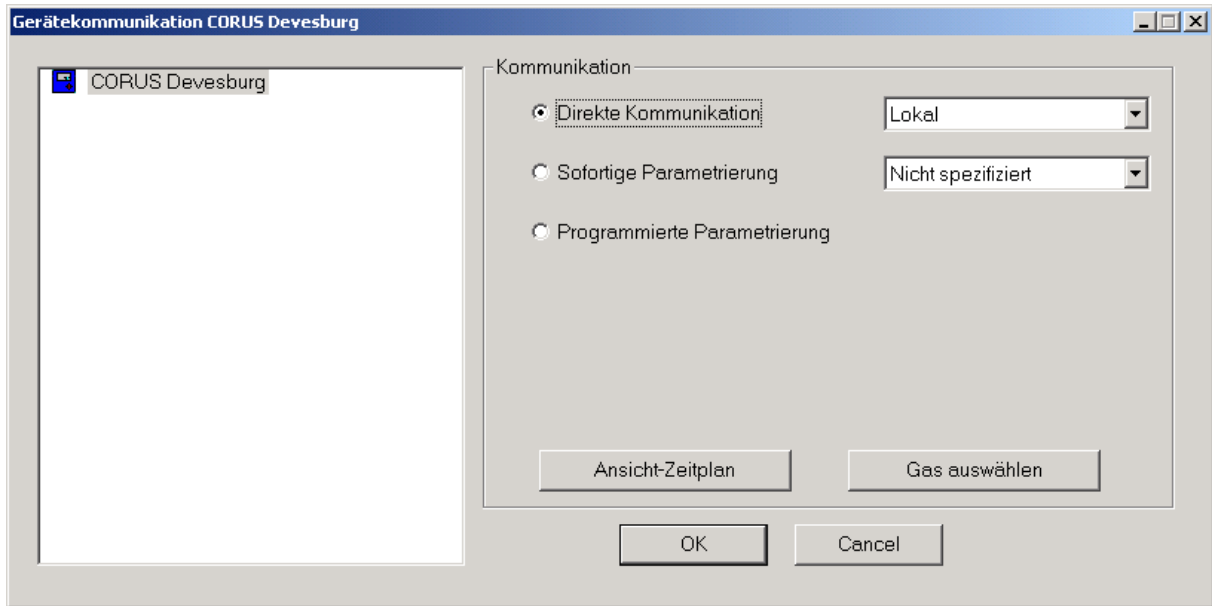 Gerätekommunikation CORUS Devesburg
CORUS Devesburg
Kommunikation
Direkte Kommunikation
Lokal
Sofortige Parametrierung
Nicht spezifiziert
Programmierte Parametrierung
Ansicht-Zeitplan
Gas auswählen
OK
Cancel